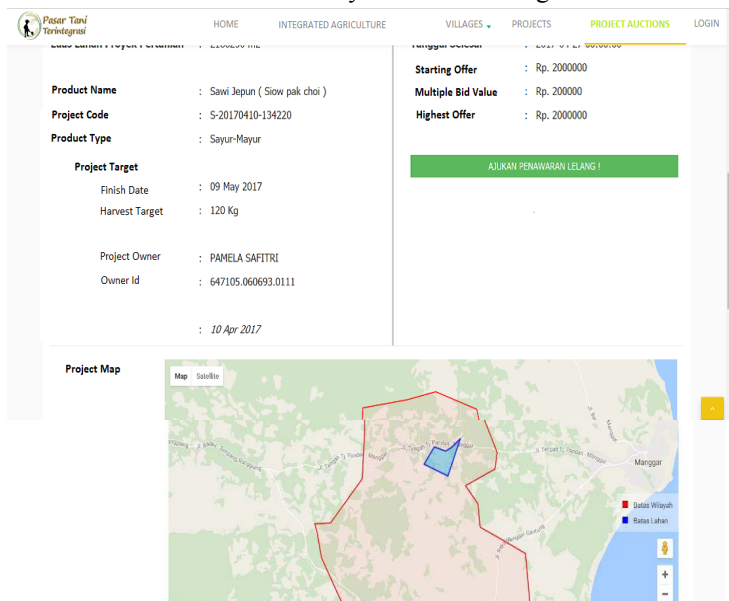 Pasar Tani
Terintegrasi
HOME
INTEGRATED AGRICULTURE
VILLAGES
PROJECTS
PROJECT AUCTIONS
LOGIN
Product Name : Sawi Jepun ( Siow pak choi )
Project Code : S-20170410-134220
Product Type : Sayur-Mayur
Project Target
Finish Date : 09 May 2017
Harvest Target : 120 Kg
Project Owner : PAMELA SAFITRI
Owner Id : 647105.060693.0111
: 10 Apr 2017
Starting Offer : Rp. 2000000
Multiple Bid Value : Rp. 200000
Highest Offer : Rp. 2000000
AJUKAN PENAWARAN LELANG !
Project Map
Map Satellite
Manggar
Batas Wilayah
Batas Lahan
+
−